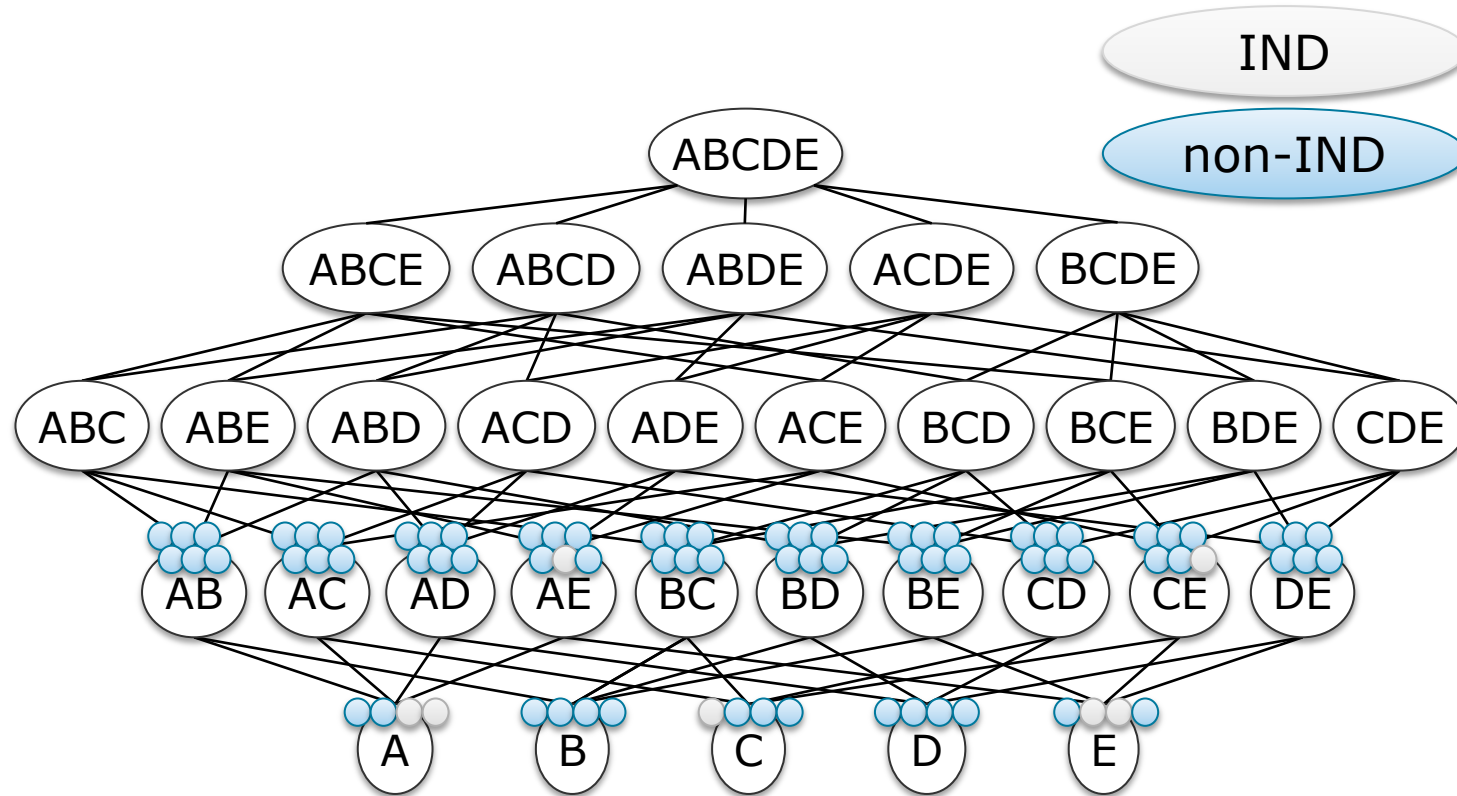 IND
non-IND
ABCDE
ABCE ABCD ABDE ACDE BCDE
ABC ABE ABD ACD ADE ACE BCD BCE BDE CDE
AB AC AD AE BC BD BE CD CE DE
A B C D E